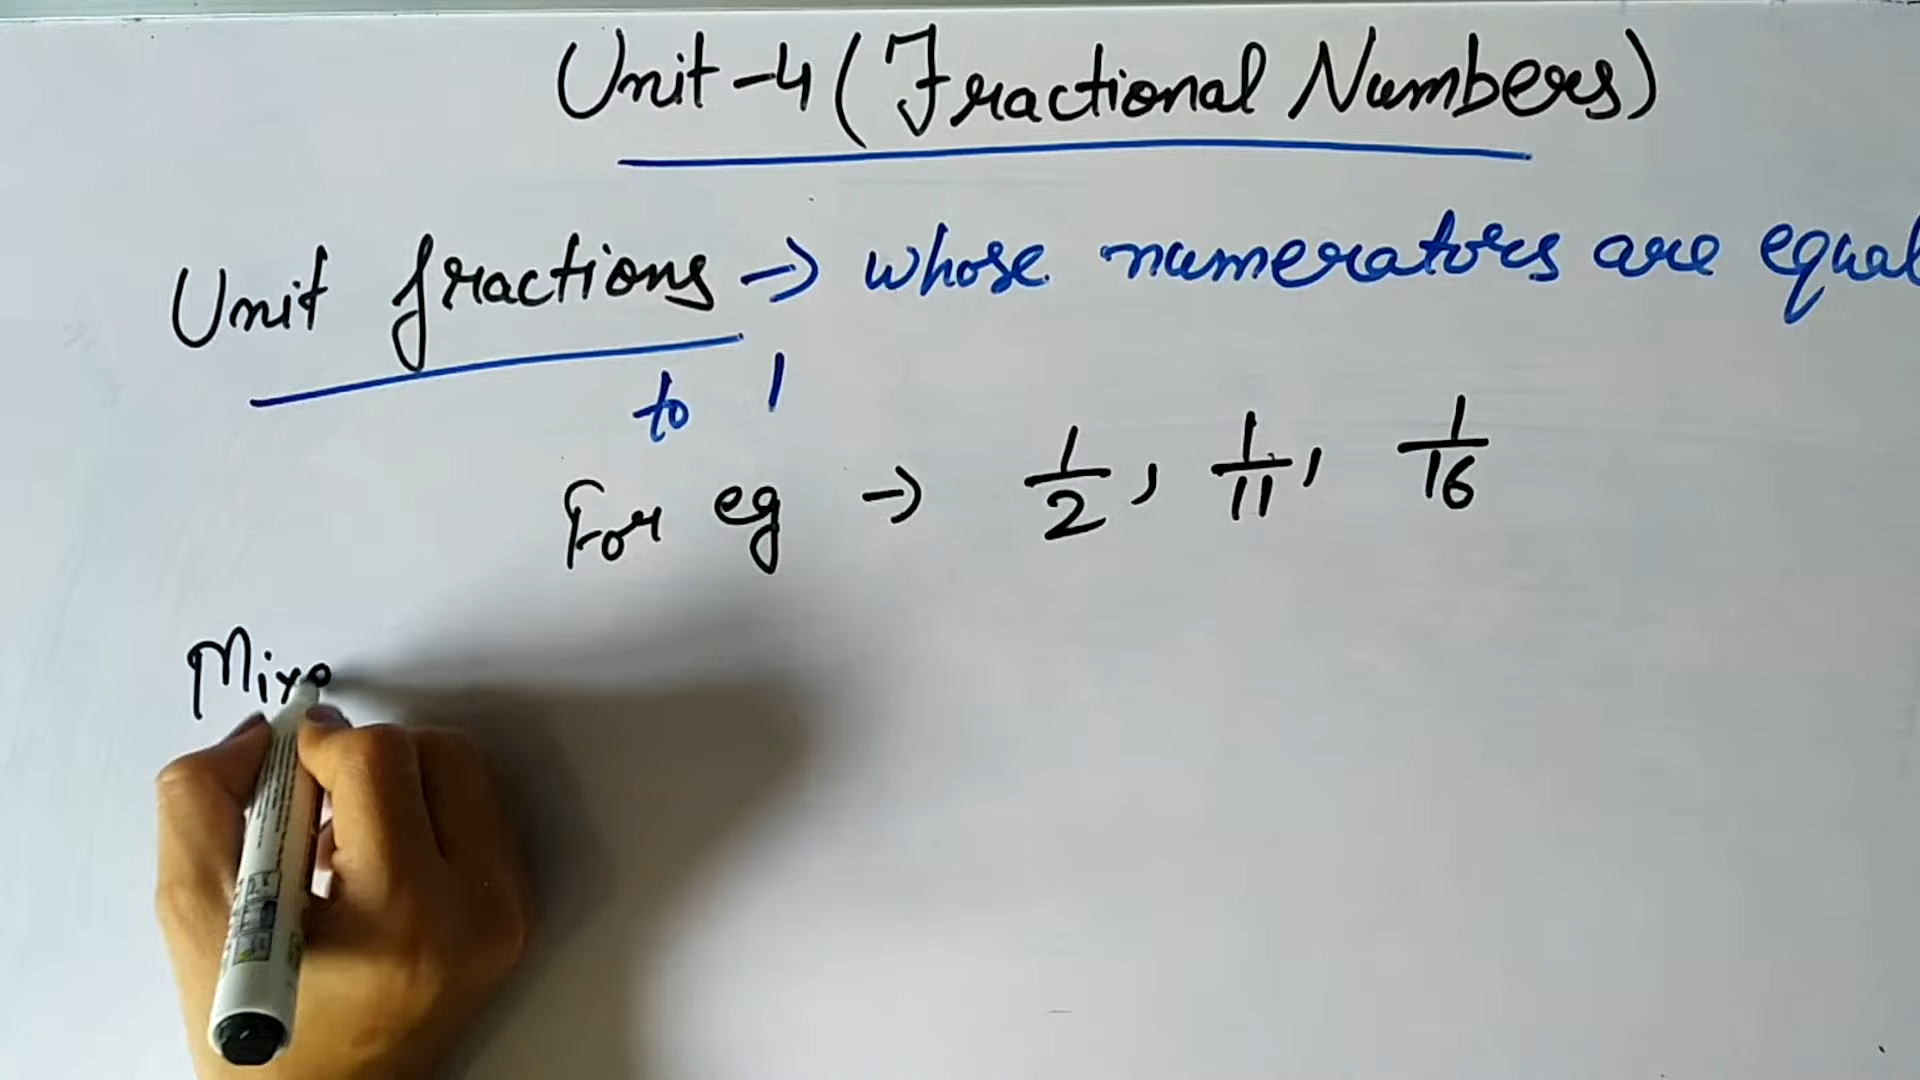 Unit -4 (Fractional Numbers)
Unit fractions → whose numerators are equal
to 1
For eg → 1/2, 1/11, 1/16
Mixe